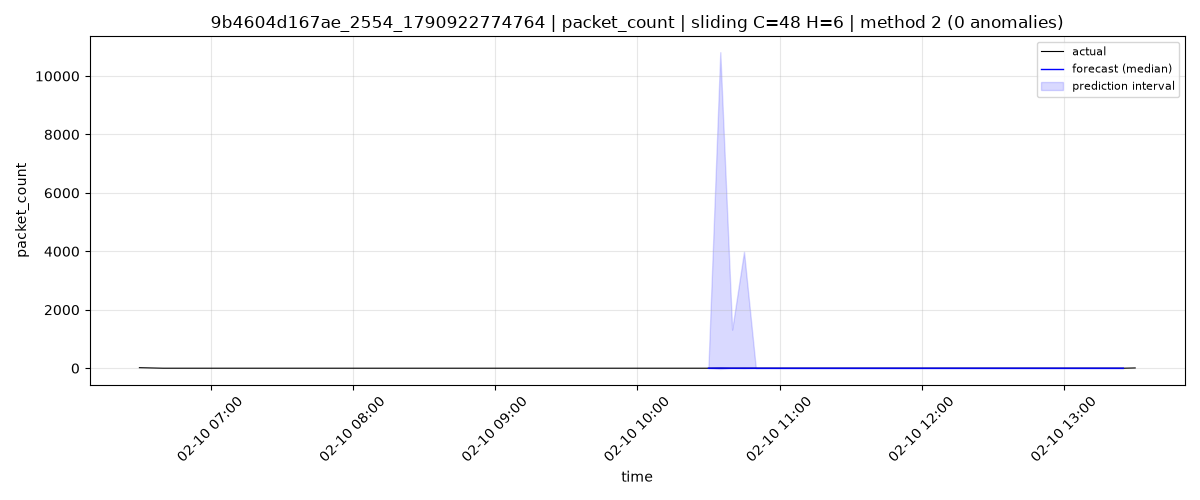 9b4604d167ae_2554_1790922774764 | packet_count | sliding C=48 H=6 | method 2 (0 anomalies)
actual
forecast (median)
prediction interval
packet_count
10000
8000
6000
4000
2000
0
02-10 07:00
02-10 08:00
02-10 09:00
02-10 10:00
02-10 11:00
02-10 12:00
02-10 13:00
time